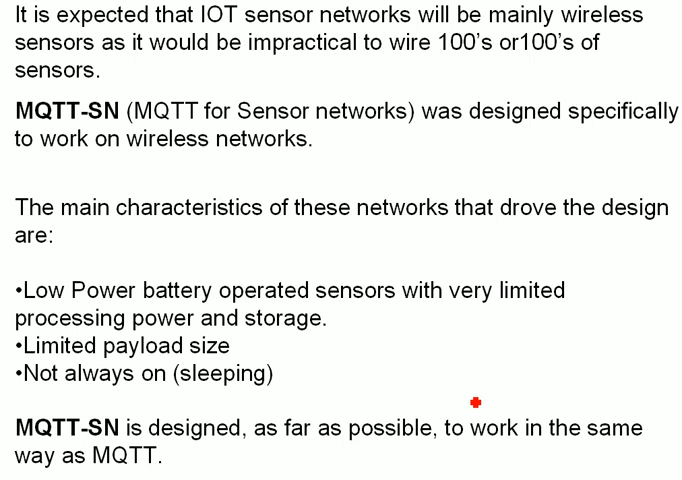 It is expected that IOT sensor networks will be mainly wireless
sensors as it would be impractical to wire 100's or100's of
sensors.
MQTT-SN (MQTT for Sensor networks) was designed specifically
to work on wireless networks.
The main characteristics of these networks that drove the design
are:
•Low Power battery operated sensors with very limited
processing power and storage.
•Limited payload size
•Not always on (sleeping)
MQTT-SN is designed, as far as possible, to work in the same
way as MQTT.